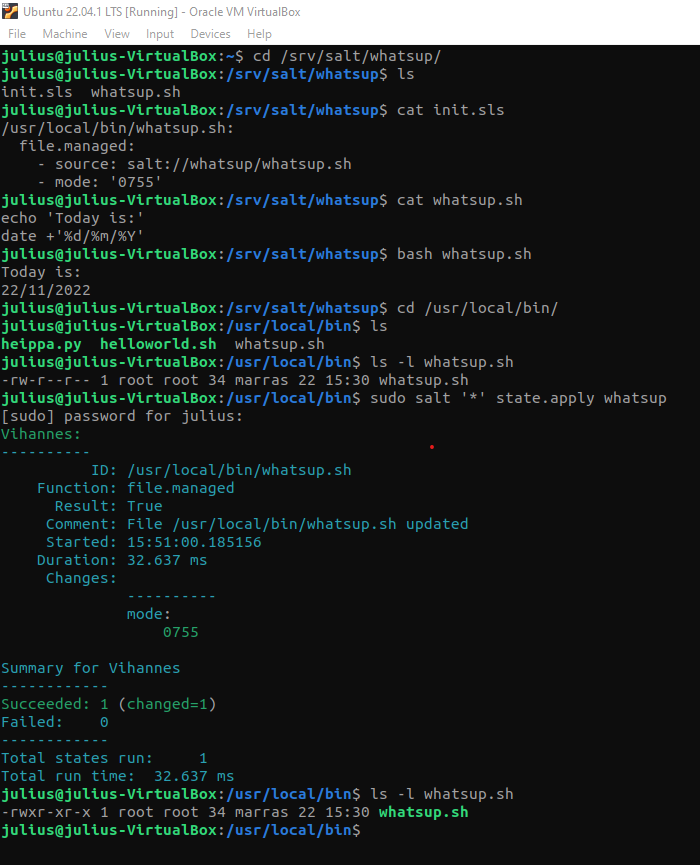 Ubuntu 22.04.1 LTS [Running] - Oracle VM VirtualBox
File Machine View Input Devices Help
julius@julius-VirtualBox:~$ cd /srv/salt/whatsup/
julius@julius-VirtualBox:/srv/salt/whatsup$ ls
init.sls  whatsup.sh
julius@julius-VirtualBox:/srv/salt/whatsup$ cat init.sls
/usr/local/bin/whatsup.sh:
  file.managed:
    - source: salt://whatsup/whatsup.sh
    - mode: '0755'
julius@julius-VirtualBox:/srv/salt/whatsup$ cat whatsup.sh
echo 'Today is:'
date +'%d/%m/%Y'
julius@julius-VirtualBox:/srv/salt/whatsup$ bash whatsup.sh
Today is:
22/11/2022
julius@julius-VirtualBox:/srv/salt/whatsup$ cd /usr/local/bin/
julius@julius-VirtualBox:/usr/local/bin$ ls
heippa.py  helloworld.sh  whatsup.sh
julius@julius-VirtualBox:/usr/local/bin$ ls -l whatsup.sh
-rw-r--r-- 1 root root 34 marras 22 15:30 whatsup.sh
julius@julius-VirtualBox:/usr/local/bin$ sudo salt '*' state.apply whatsup
[sudo] password for julius:
Vihannes:
----------
          ID: /usr/local/bin/whatsup.sh
    Function: file.managed
      Result: True
     Comment: File /usr/local/bin/whatsup.sh updated
     Started: 15:51:00.185156
    Duration: 32.637 ms
     Changes:
              ----------
              mode:
                  0755

Summary for Vihannes
------------
Succeeded: 1 (changed=1)
Failed:    0
------------
Total states run:     1
Total run time:  32.637 ms
julius@julius-VirtualBox:/usr/local/bin$ ls -l whatsup.sh
-rwxr-xr-x 1 root root 34 marras 22 15:30 whatsup.sh
julius@julius-VirtualBox:/usr/local/bin$